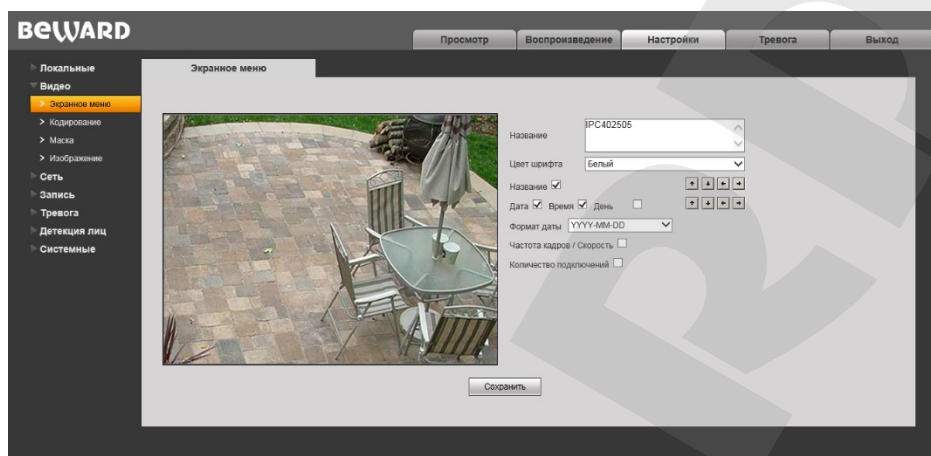 BEWARD
Просмотр Воспроизведение Настройки Тревога Выход
Локальные
Видео
Экранное меню
Кодирование
Маска
Изображение
Сеть
Запись
Тревога
Детекция лиц
Системные
Экранное меню
Название IPC402505
Цвет шрифта Белый
Название
Дата Время День
Формат даты YYYY-MM-DD
Частота кадров / Скорость
Количество подключений
Сохранить